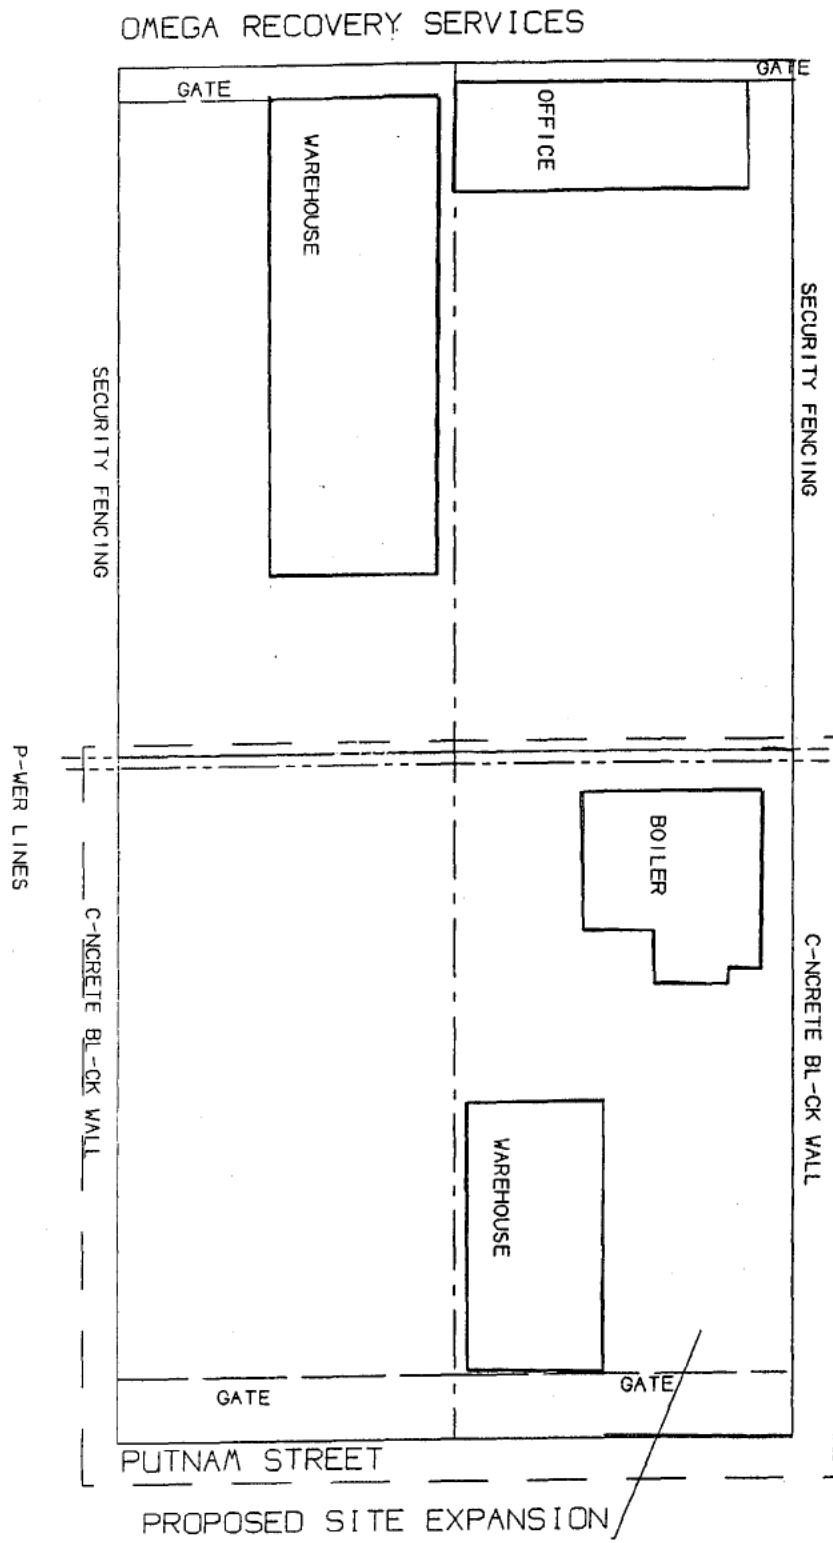 OMEGA RECOVERY SERVICES
GATE
GATE
OFFICE
WAREHOUSE
SECURITY FENCING
SECURITY FENCING
P-WER LINES
BOILER
C-NCRETE BL-CK WALL
C-NCRETE BL-CK WALL
WAREHOUSE
GATE
GATE
PUTNAM STREET
PROPOSED SITE EXPANSION